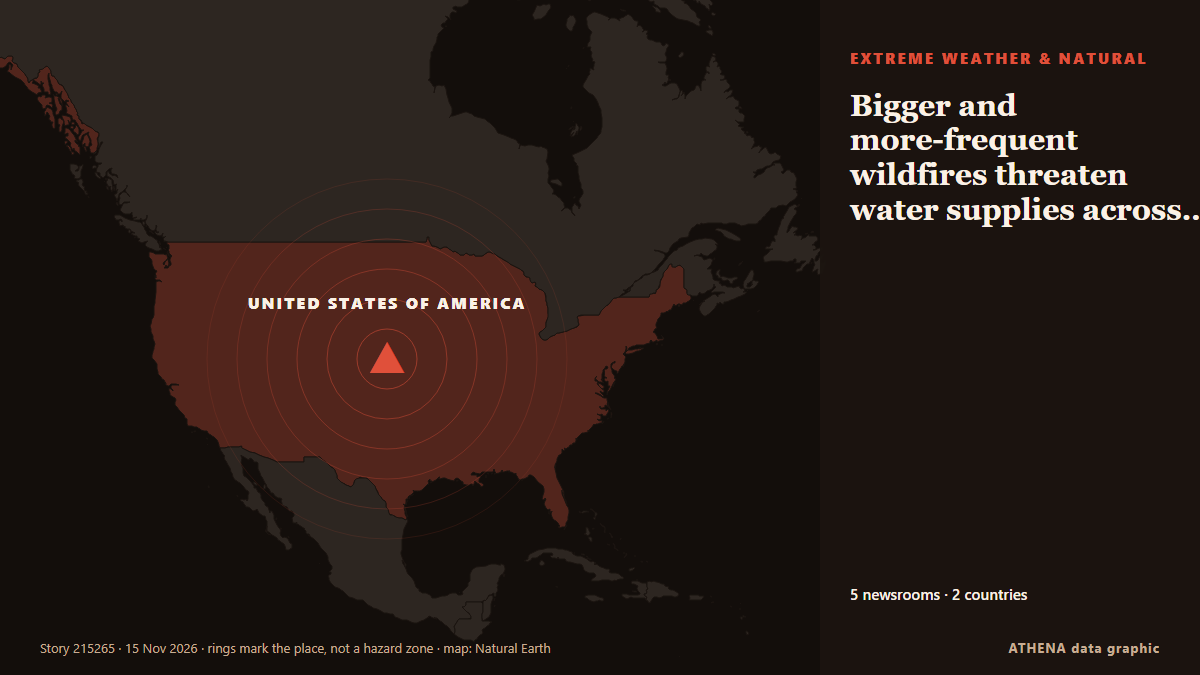 EXTREME WEATHER & NATURAL
Bigger and
more-frequent
wildfires threaten
water supplies across..
UNITED STATES OF AMERICA
5 newsrooms · 2 countries
Story 215265 · 15 Nov 2026 · rings mark the place, not a hazard zone · map: Natural Earth
ATHENA data graphic